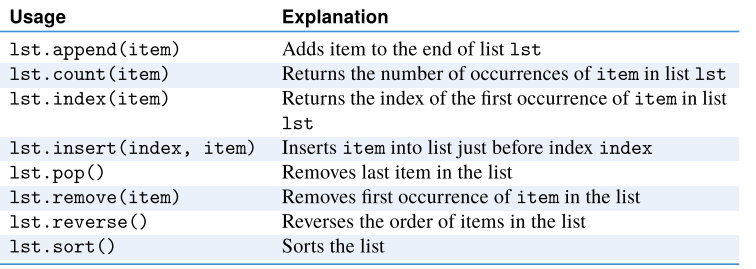 Usage Explanation
lst.append(item) Adds item to the end of list lst
lst.count(item) Returns the number of occurrences of item in list lst
lst.index(item) Returns the index of the first occurrence of item in list
lst
lst.insert(index, item) Inserts item into list just before index index
lst.pop() Removes last item in the list
lst.remove(item) Removes first occurrence of item in the list
lst.reverse() Reverses the order of items in the list
lst.sort() Sorts the list